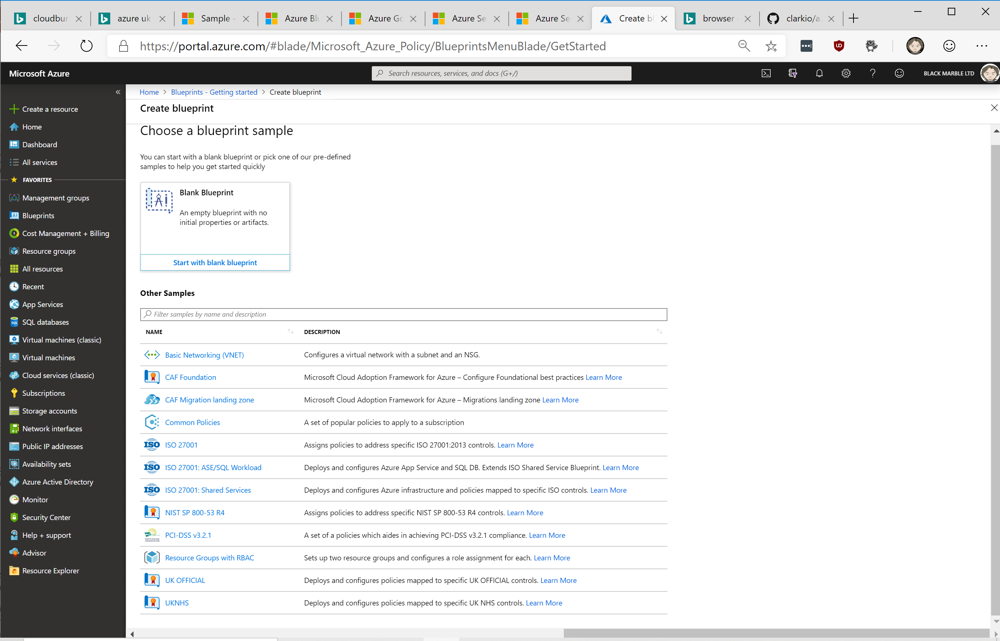 cloudbur
azure uk
Sample -
Azure Blu
Azure Go
Azure Se
Azure Se
Create bl
browser
clarkio/a
https://portal.azure.com/#blade/Microsoft_Azure_Policy/BlueprintsMenuBlade/GetStarted
Microsoft Azure
Search resources, services, and docs (G+/)
BLACK MARBLE LTD
Home > Blueprints - Getting started > Create blueprint
Create blueprint
Create a resource
Home
Dashboard
All services
FAVORITES
Management groups
Blueprints
Cost Management + Billing
Resource groups
All resources
Recent
App Services
SQL databases
Virtual machines (classic)
Virtual machines
Cloud services (classic)
Subscriptions
Storage accounts
Network interfaces
Public IP addresses
Availability sets
Azure Active Directory
Monitor
Security Center
Help + support
Advisor
Resource Explorer
Choose a blueprint sample
You can start with a blank blueprint or pick one of our pre-defined
samples to help you get started quickly
Blank Blueprint
An empty blueprint with no
initial properties or artifacts.
Start with blank blueprint
Other Samples
Filter samples by name and description
NAME DESCRIPTION
Basic Networking (VNET) Configures a virtual network with a subnet and an NSG.
CAF Foundation Microsoft Cloud Adoption Framework for Azure – Configure Foundational best practices Learn More
CAF Migration landing zone Microsoft Cloud Adoption Framework for Azure – Migrations landing zone Learn More
Common Policies A set of popular policies to apply to a subscription
ISO ISO 27001 Assigns policies to address specific ISO 27001:2013 controls. Learn More
ISO ISO 27001: ASE/SQL Workload Deploys and configures Azure App Service and SQL DB. Extends ISO Shared Service Blueprint. Learn More
ISO ISO 27001: Shared Services Deploys and configures Azure infrastructure and policies mapped to specific ISO controls. Learn More
NIST SP 800-53 R4 Assigns policies to address specific NIST SP 800-53 R4 controls. Learn More
PCI PARTICIPATING ORGANIZATION PCI-DSS v3.2.1 A set of a policies which aides in achieving PCI-DSS v3.2.1 compliance. Learn More
Resource Groups with RBAC Sets up two resource groups and configures a role assignment for each. Learn More
UK OFFICIAL Deploys and configures policies mapped to specific UK OFFICIAL controls. Learn More
UKNHS Deploys and configures policies mapped to specific UK NHS controls. Learn More